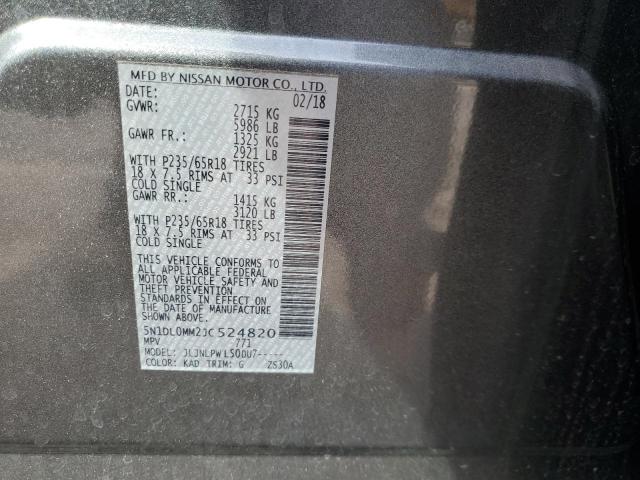 MFD BY NISSAN MOTOR CO., LTD.
DATE: 02/18
GVWR: 2715 KG
5986 LB
GAWR FR.: 1325 KG
2921 LB
WITH P235/65R18 TIRES
18 X 7.5 RIMS AT 33 PSI
COLD SINGLE
GAWR RR.: 1415 KG
3120 LB
WITH P235/65R18 TIRES
18 X 7.5 RIMS AT 33 PSI
COLD SINGLE
THIS VEHICLE CONFORMS TO
ALL APPLICABLE FEDERAL
MOTOR VEHICLE SAFETY AND
THEFT PREVENTION
STANDARDS IN EFFECT ON
THE DATE OF MANUFACTURE
SHOWN ABOVE.
5N1DL0MM2JC524820
MPV 771
MODEL: JLJNLPWL50DU7-----
COLOR: KAD TRIM: G ZS30A